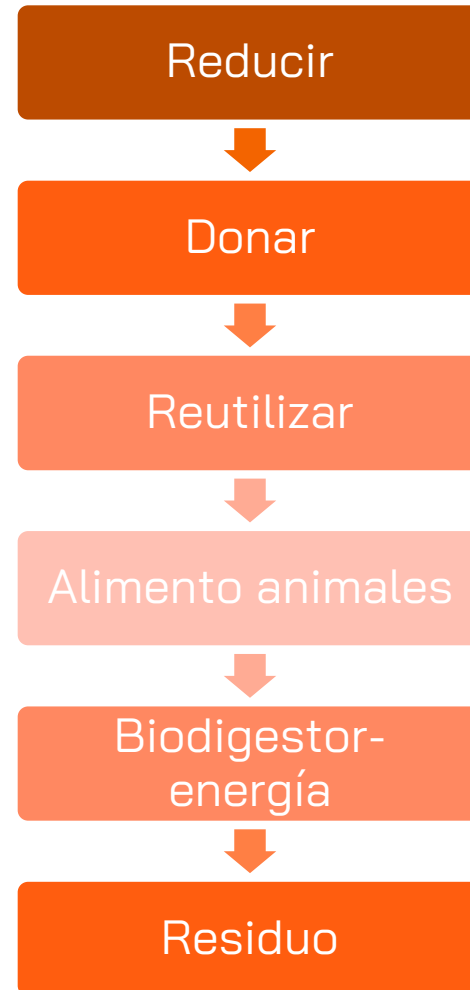 Reducir
Donar
Reutilizar
Alimento animales
Biodigestor-
energía
Residuo